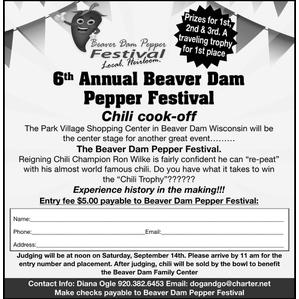 Beaver Dam Pepper
Festival
Local. Heirloom.
Prizes for 1st,
2nd & 3rd. A
traveling trophy
for 1st place
6th Annual Beaver Dam
Pepper Festival
Chili cook-off
The Park Village Shopping Center in Beaver Dam Wisconsin will be
the center stage for another great event………
The Beaver Dam Pepper Festival.
Reigning Chili Champion Ron Wilke is fairly confident he can “re-peat”
with his almost world famous chili. Do you have what it takes to win
the “Chili Trophy”??????
Experience history in the making!!!
Entry fee $5.00 payable to Beaver Dam Pepper Festival:
Name:
Phone: Email:
Address:
Judging will be at noon on Saturday, September 14th. Please arrive by 11 am for the
entry number and placement. After judging, chili will be sold by the bowl to benefit
the Beaver Dam Family Center
Contact Info: Diana Ogle 920.382.6453 Email: dogandgo@charter.net
Make checks payable to Beaver Dam Pepper Festival